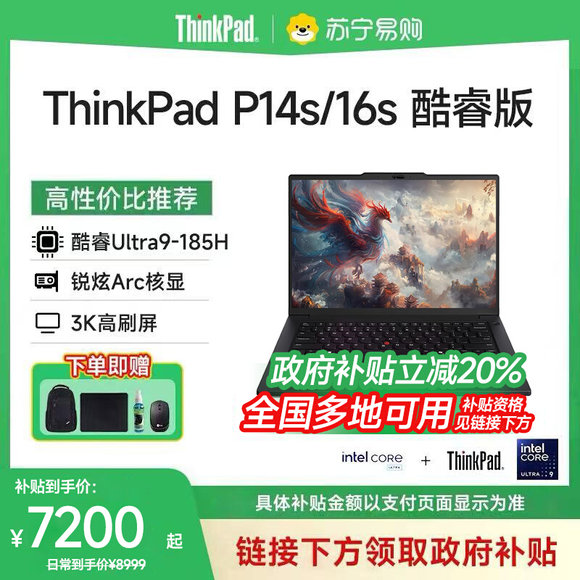 ThinkPad
苏宁易购
ThinkPad P14s/16s 酷睿版
高性价比推荐
酷睿Ultra9-185H
锐炫Arc核显
3K高刷屏
下单即赠
政府补贴立减20%
全国多地可用
补贴资格
见链接下方
intel core
ULTRA
+
ThinkPad
intel
CORE
ULTRA 9
补贴到手价:
¥7200起
日常到手价¥8999
具体补贴金额以支付页面显示为准
链接下方领取政府补贴